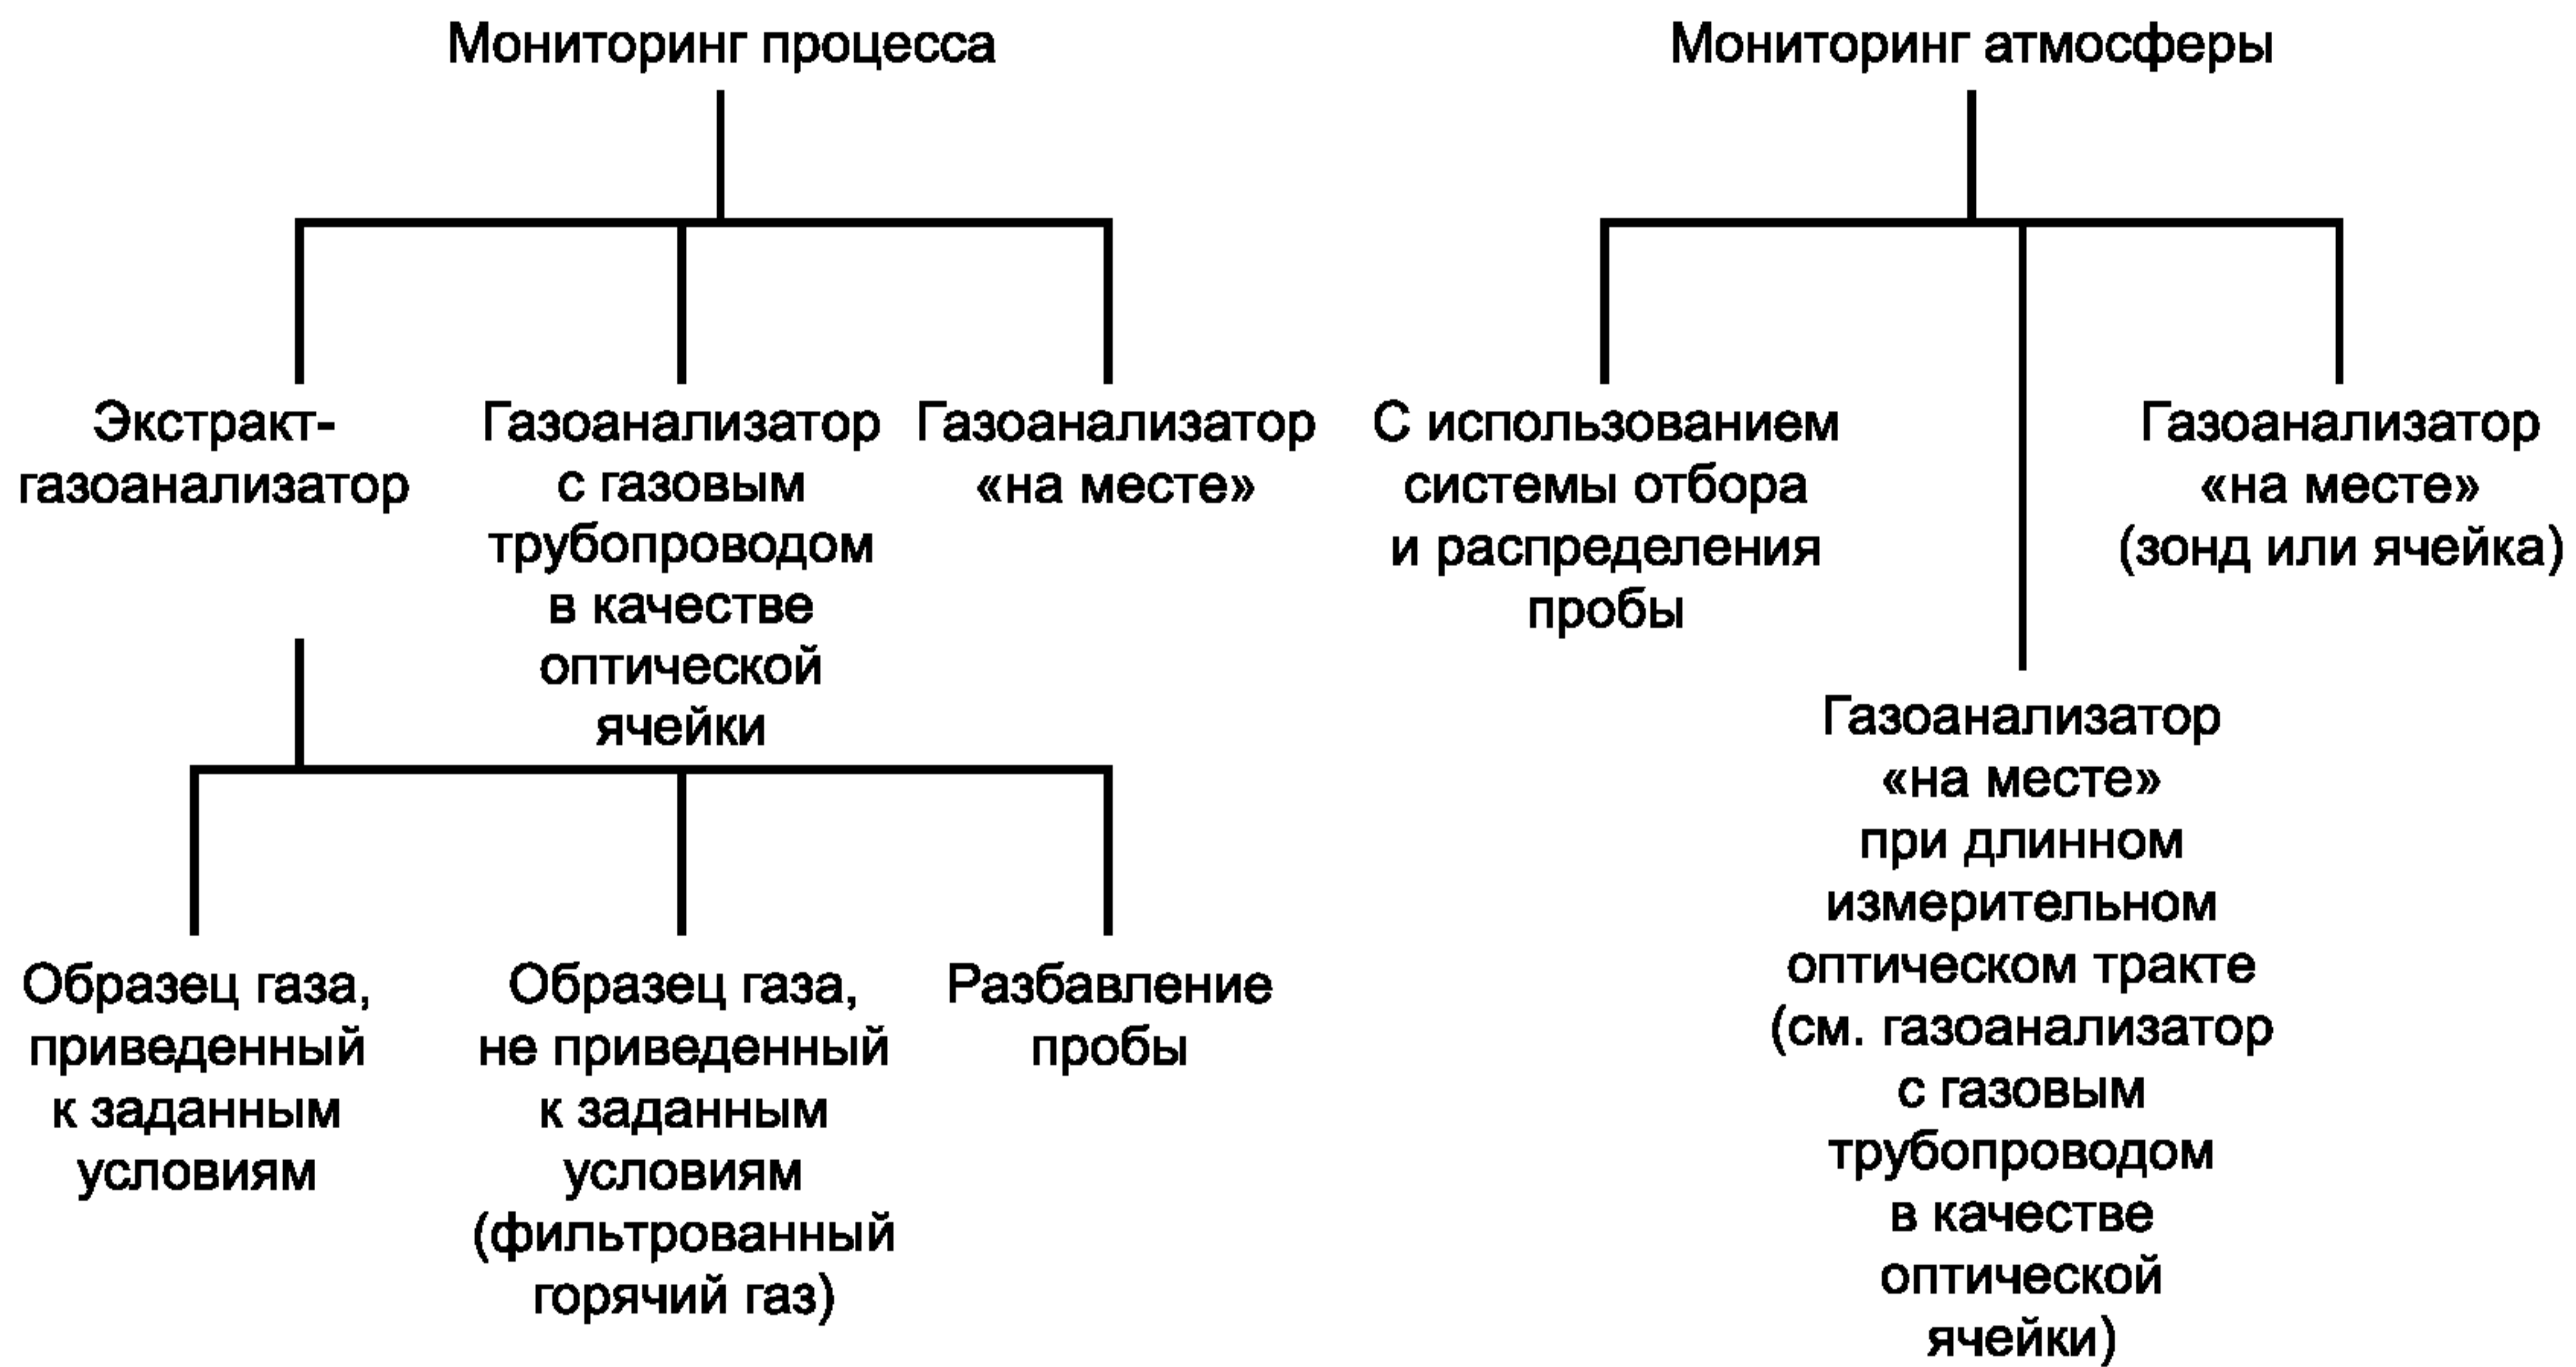 Мониторинг процесса
Экстракт-
газоанализатор
Газоанализатор
с газовым
трубопроводом
в качестве
оптической
ячейки
Газоанализатор
«на месте»
Образец газа,
приведенный
к заданным
условиям
Образец газа,
не приведенный
к заданным
условиям
(фильтрованный
горячий газ)
Разбавление
пробы
Мониторинг атмосферы
С использованием
системы отбора
и распределения
пробы
Газоанализатор
«на месте»
при длинном
измерительном
оптическом тракте
(см. газоанализатор
с газовым
трубопроводом
в качестве
оптической
ячейки)
Газоанализатор
«на месте»
(зонд или ячейка)